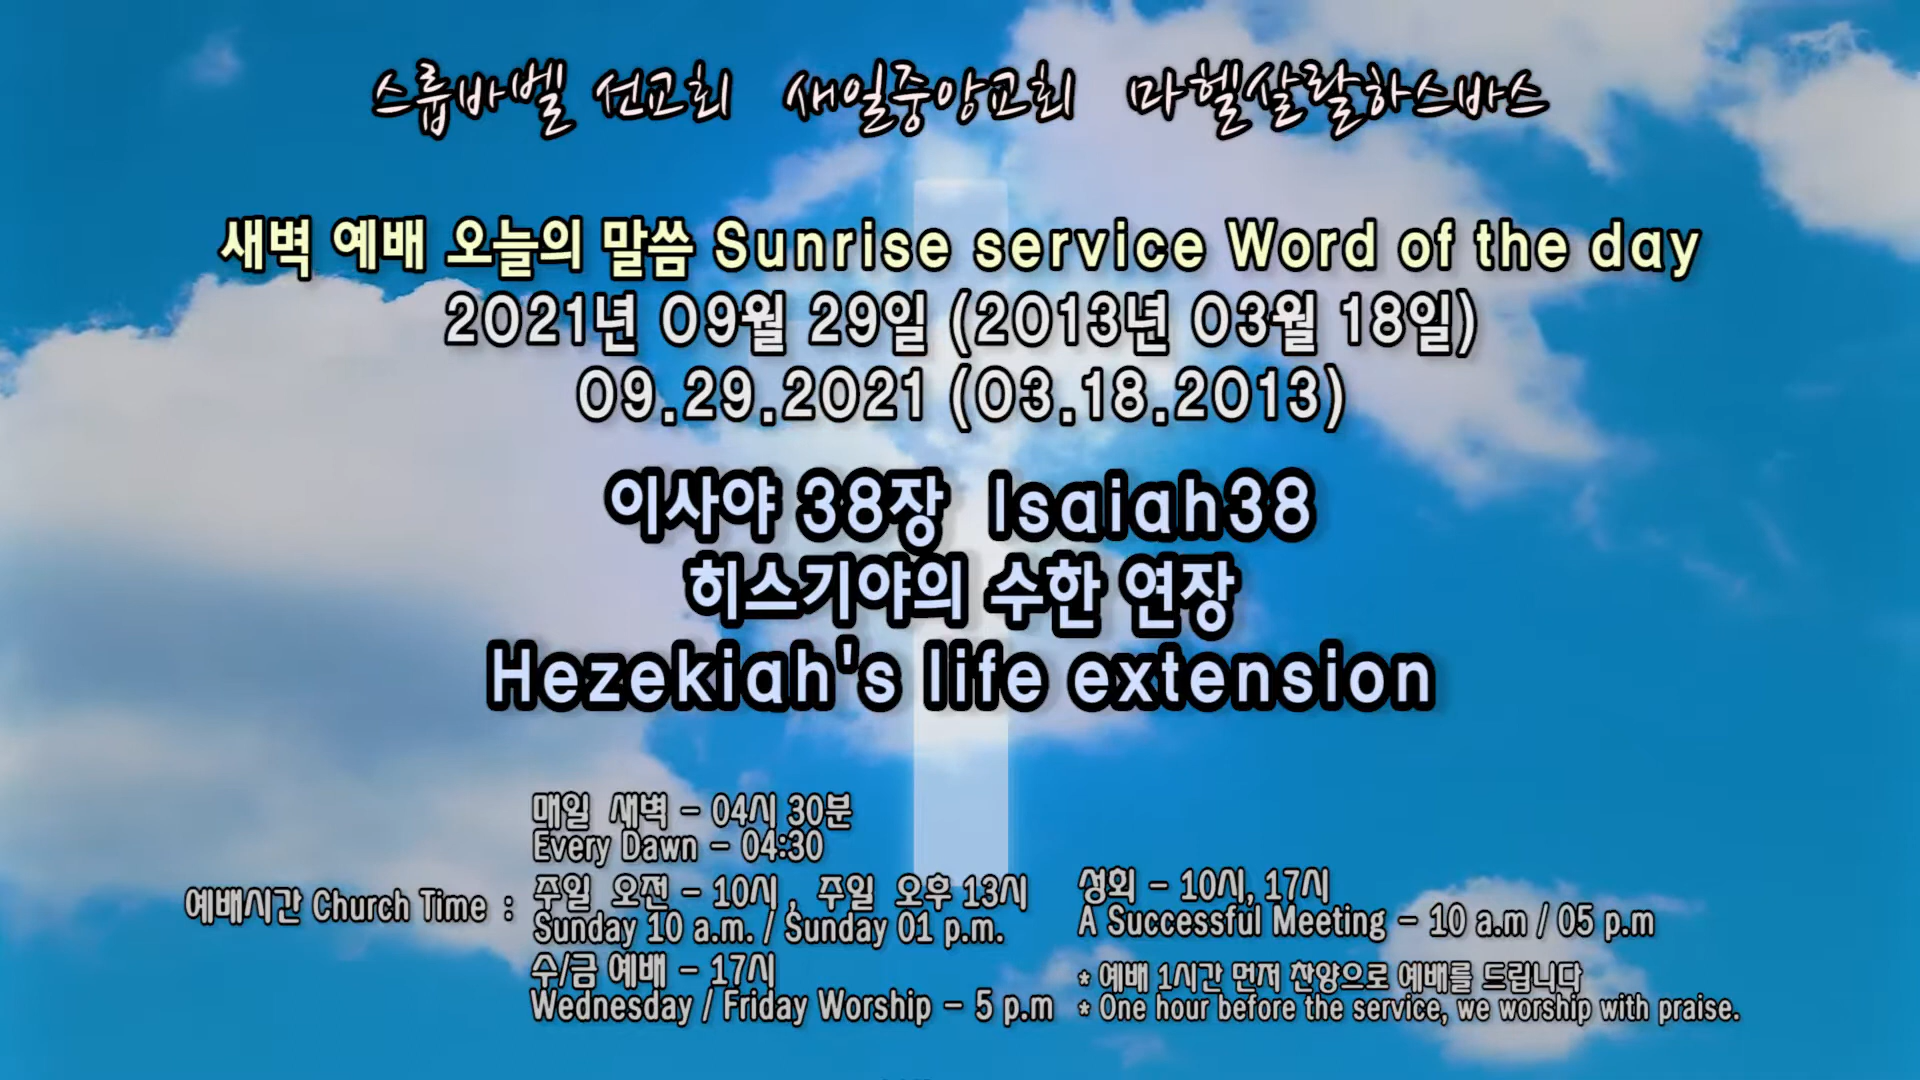 스룹바벨 선교회 새일중앙교회 마헬살랄하스바스
새벽 예배 오늘의 말씀 Sunrise service Word of the day
2021년 09월 29일 (2013년 03월 18일)
09.29.2021 (03.18.2013)
이사야 38장 Isaiah38
히스기야의 수한 연장
Hezekiah's life extension
예배시간 Church Time :
매일 새벽 - 04시 30분
Every Dawn - 04:30
주일 오전 - 10시 , 주일 오후 13시
Sunday 10 a.m. / Sunday 01 p.m.
수/금 예배 - 17시
Wednesday / Friday Worship - 5 p.m
성회 - 10시, 17시
A Successful Meeting - 10 a.m / 05 p.m
* 예배 1시간 먼저 찬양으로 예배를 드립니다
* One hour before the service, we worship with praise.